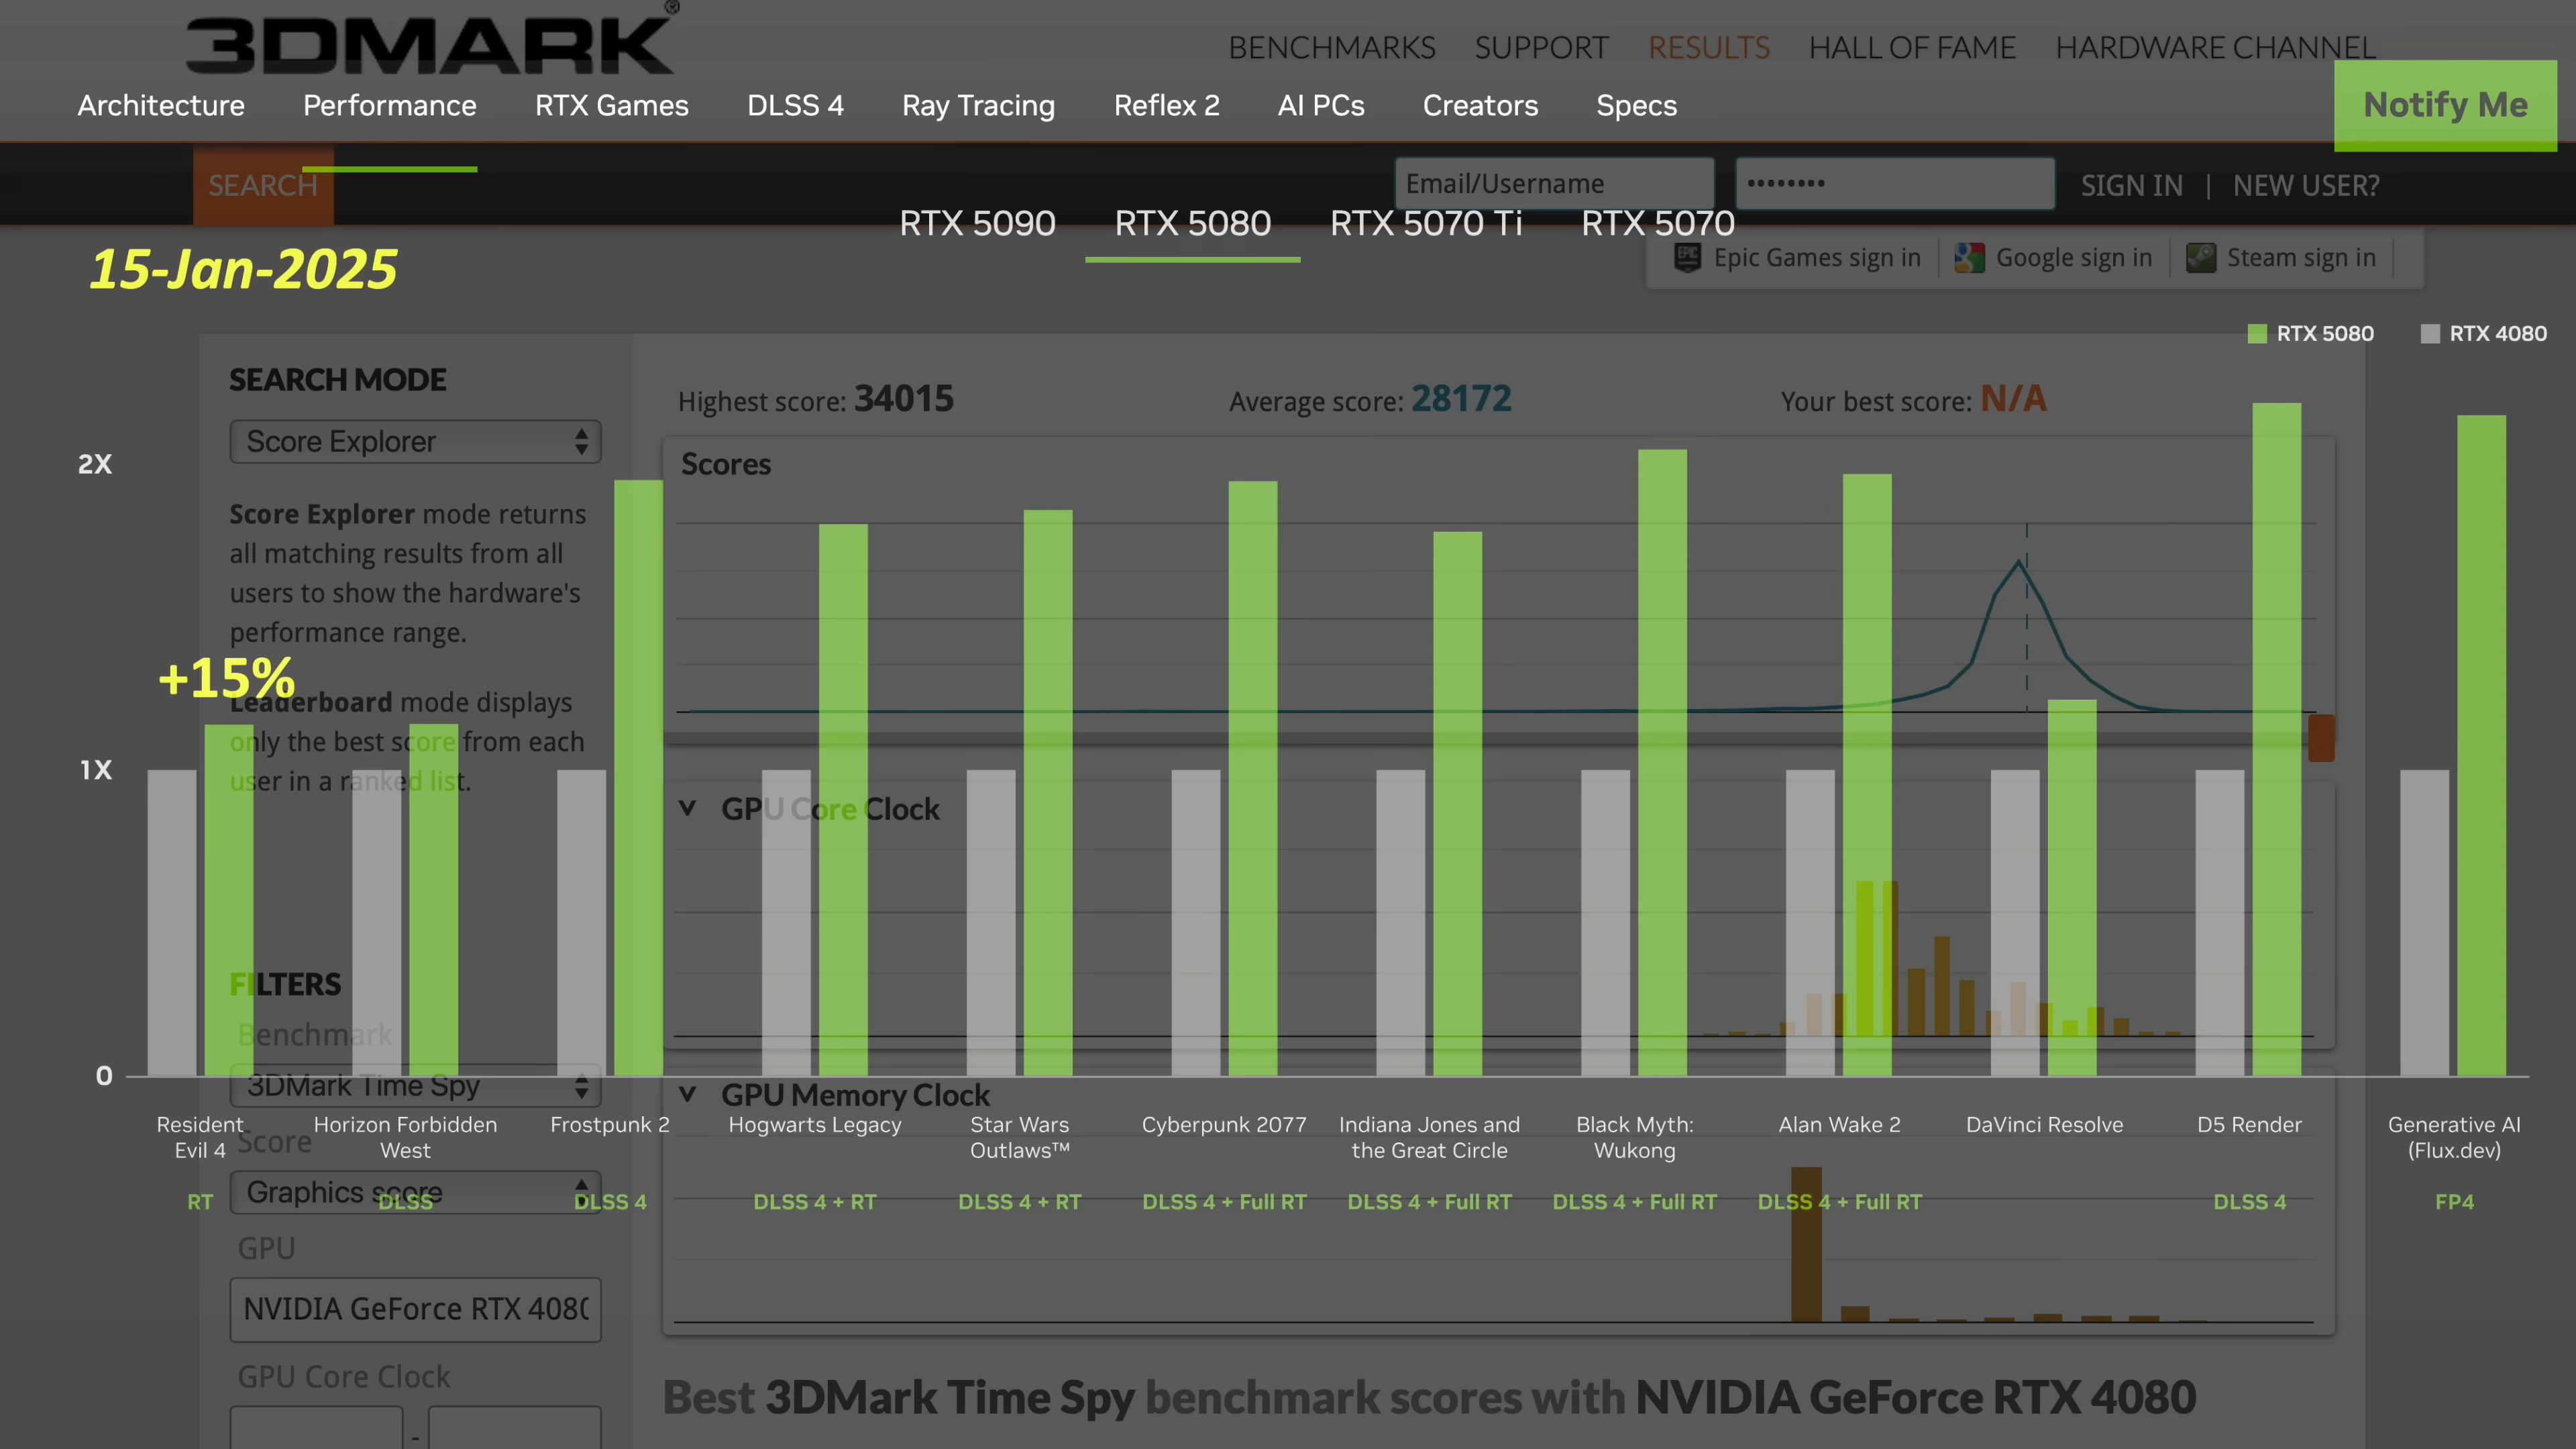 3DMARK®
BENCHMARKS SUPPORT RESULTS HALL OF FAME HARDWARE CHANNEL
Architecture Performance RTX Games DLSS 4 Ray Tracing Reflex 2 AI PCs Creators Specs Notify Me
SEARCH Email/Username •••••••• SIGN IN | NEW USER?
RTX 5090 RTX 5080 RTX 5070 Ti RTX 5070
Epic Games sign in Google sign in Steam sign in
15-Jan-2025
RTX 5080 RTX 4080
SEARCH MODE
Score Explorer
Score Explorer mode returns
all matching results from all
users to show the hardware's
performance range.
Leaderboard mode displays
only the best score from each
user in a ranked list.
Highest score: 34015 Average score: 28172 Your best score: N/A
Scores
2X
+15%
1X
0
GPU Core Clock
GPU Memory Clock
FILTERS
Benchmark
3DMark Time Spy
Score
Graphics score
GPU
NVIDIA GeForce RTX 4080
GPU Core Clock
-
Resident
Evil 4
RT
Horizon Forbidden
West
DLSS
Frostpunk 2
DLSS 4
Hogwarts Legacy
DLSS 4 + RT
Star Wars
Outlaws™
DLSS 4 + RT
Cyberpunk 2077
DLSS 4 + Full RT
Indiana Jones and
the Great Circle
DLSS 4 + Full RT
Black Myth:
Wukong
DLSS 4 + Full RT
Alan Wake 2
DLSS 4 + Full RT
DaVinci Resolve
D5 Render
DLSS 4
Generative AI
(Flux.dev)
FP4
Best 3DMark Time Spy benchmark scores with NVIDIA GeForce RTX 4080